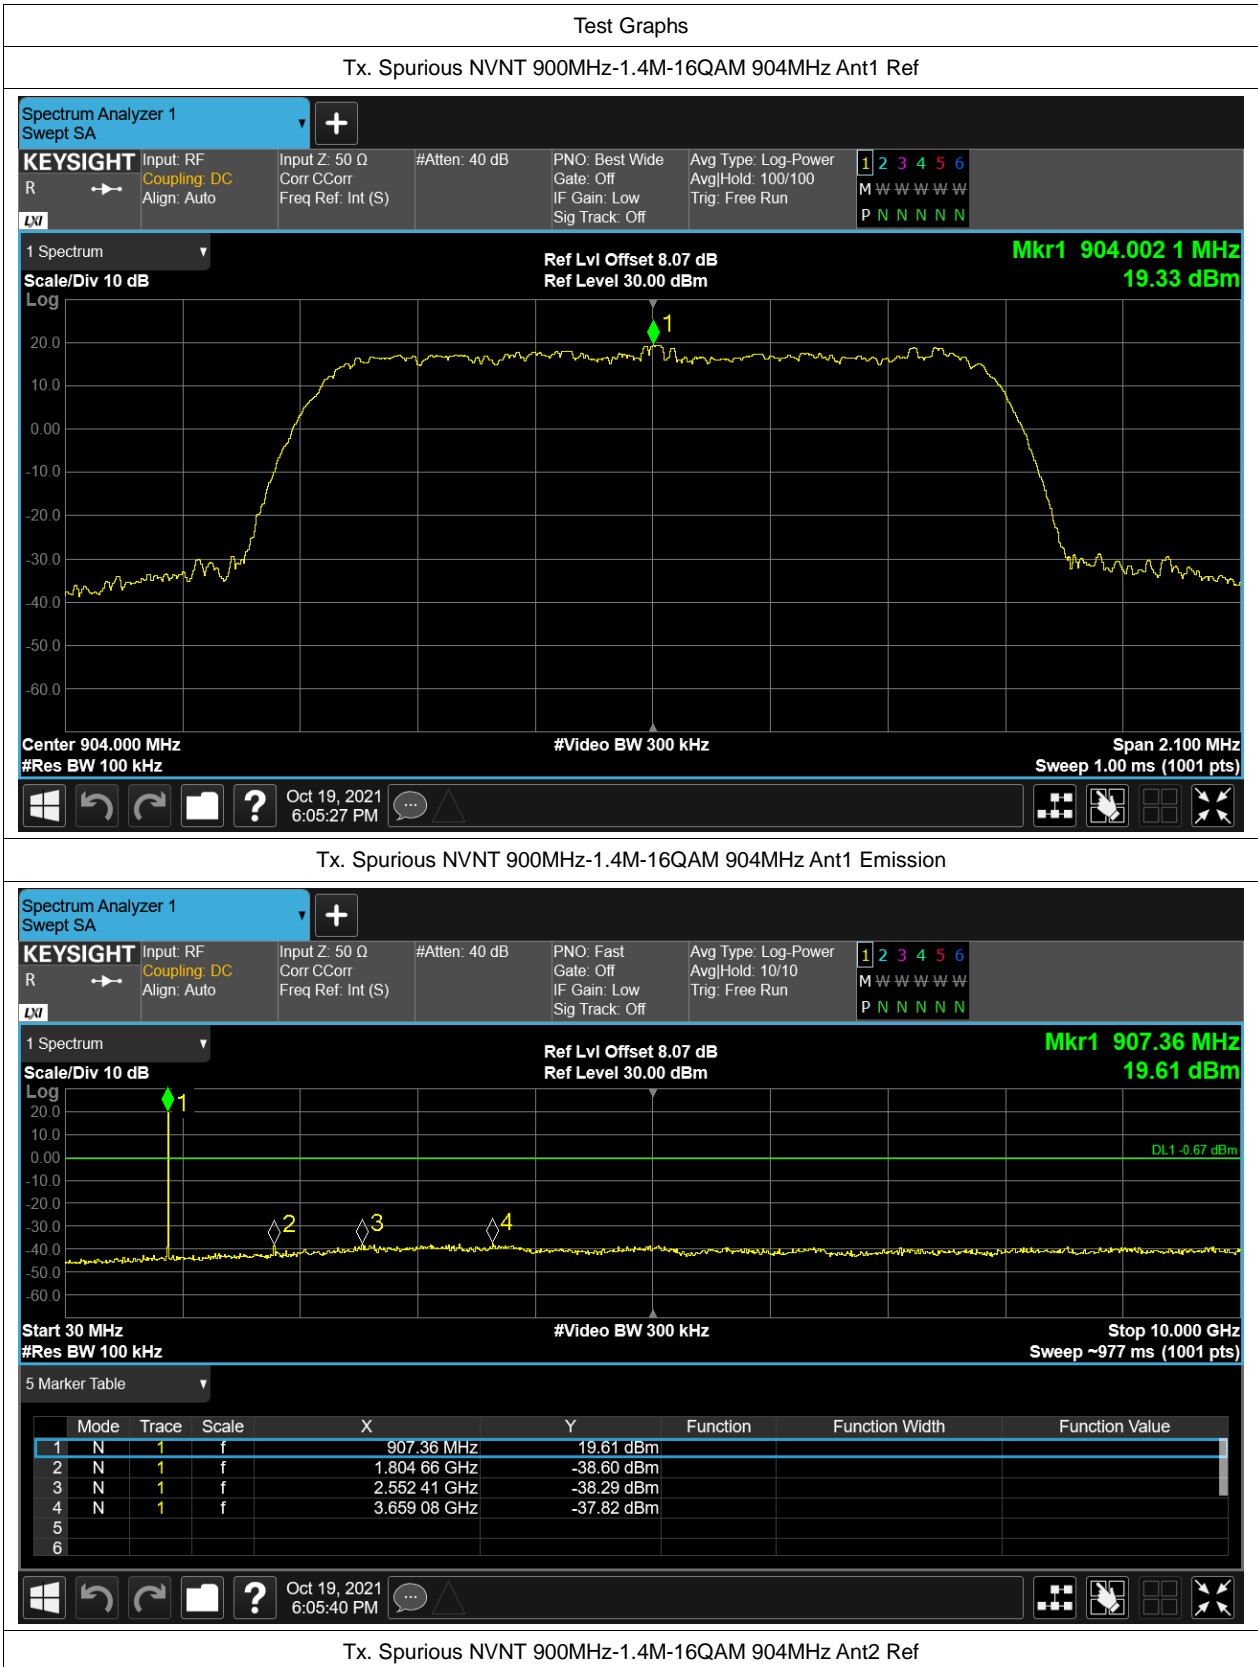 Test Graphs
Tx. Spurious NVNT 900MHz-1.4M-16QAM 904MHz Ant1 Ref
Spectrum Analyzer 1
Swept SA
KEYSIGHT Input: RF Input Z: 50 Ω #Atten: 40 dB PNO: Best Wide Avg Type: Log-Power 1 2 3 4 5 6
R Coupling: DC Corr CCorr Gate: Off Avg|Hold: 100/100 M W W W W W
Align: Auto Freq Ref: Int (S) IF Gain: Low Trig: Free Run
LXI Sig Track: Off P N N N N N
1 Spectrum Ref Lvl Offset 8.07 dB Mkr1 904.002 1 MHz
Scale/Div 10 dB Ref Level 30.00 dBm 19.33 dBm
Log
1
20.0
10.0
0.00
-10.0
-20.0
-30.0
-40.0
-50.0
-60.0
Center 904.000 MHz #Video BW 300 kHz Span 2.100 MHz
#Res BW 100 kHz Sweep 1.00 ms (1001 pts)
Oct 19, 2021
6:05:27 PM
Tx. Spurious NVNT 900MHz-1.4M-16QAM 904MHz Ant1 Emission
Spectrum Analyzer 1
Swept SA
KEYSIGHT Input: RF Input Z: 50 Ω #Atten: 40 dB PNO: Fast Avg Type: Log-Power 1 2 3 4 5 6
R Coupling: DC Corr CCorr Gate: Off Avg|Hold: 10/10 M W W W W W
Align: Auto Freq Ref: Int (S) IF Gain: Low Trig: Free Run
LXI Sig Track: Off P N N N N N
1 Spectrum Ref Lvl Offset 8.07 dB Mkr1 907.36 MHz
Scale/Div 10 dB Ref Level 30.00 dBm 19.61 dBm
Log
1
20.0
10.0
0.00 DL1 -0.67 dBm
-10.0
-20.0
-30.0 2 3 4
-40.0
-50.0
-60.0
Start 30 MHz #Video BW 300 kHz Stop 10.000 GHz
#Res BW 100 kHz Sweep ~977 ms (1001 pts)
5 Marker Table
Mode Trace Scale X Y Function Function Width Function Value
1 N 1 f 907.36 MHz 19.61 dBm
2 N 1 f 1.804 66 GHz -38.60 dBm
3 N 1 f 2.552 41 GHz -38.29 dBm
4 N 1 f 3.659 08 GHz -37.82 dBm
5
6
Oct 19, 2021
6:05:40 PM
Tx. Spurious NVNT 900MHz-1.4M-16QAM 904MHz Ant2 Ref